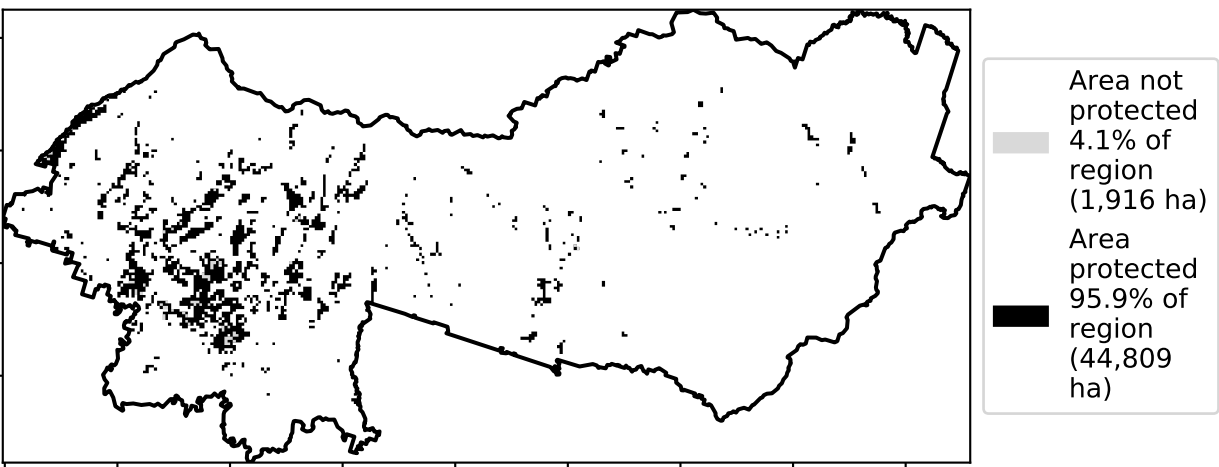 Area not
protected
4.1% of
region
(1,916 ha)
Area
protected
95.9% of
region
(44,809
ha)